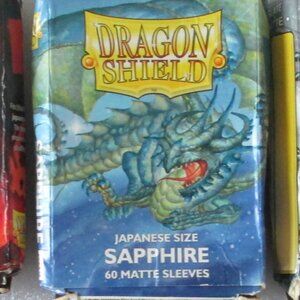 DRAGON
SHIELD
JAPANESE SIZE
SAPPHIRE
60 MATTE SLEEVES